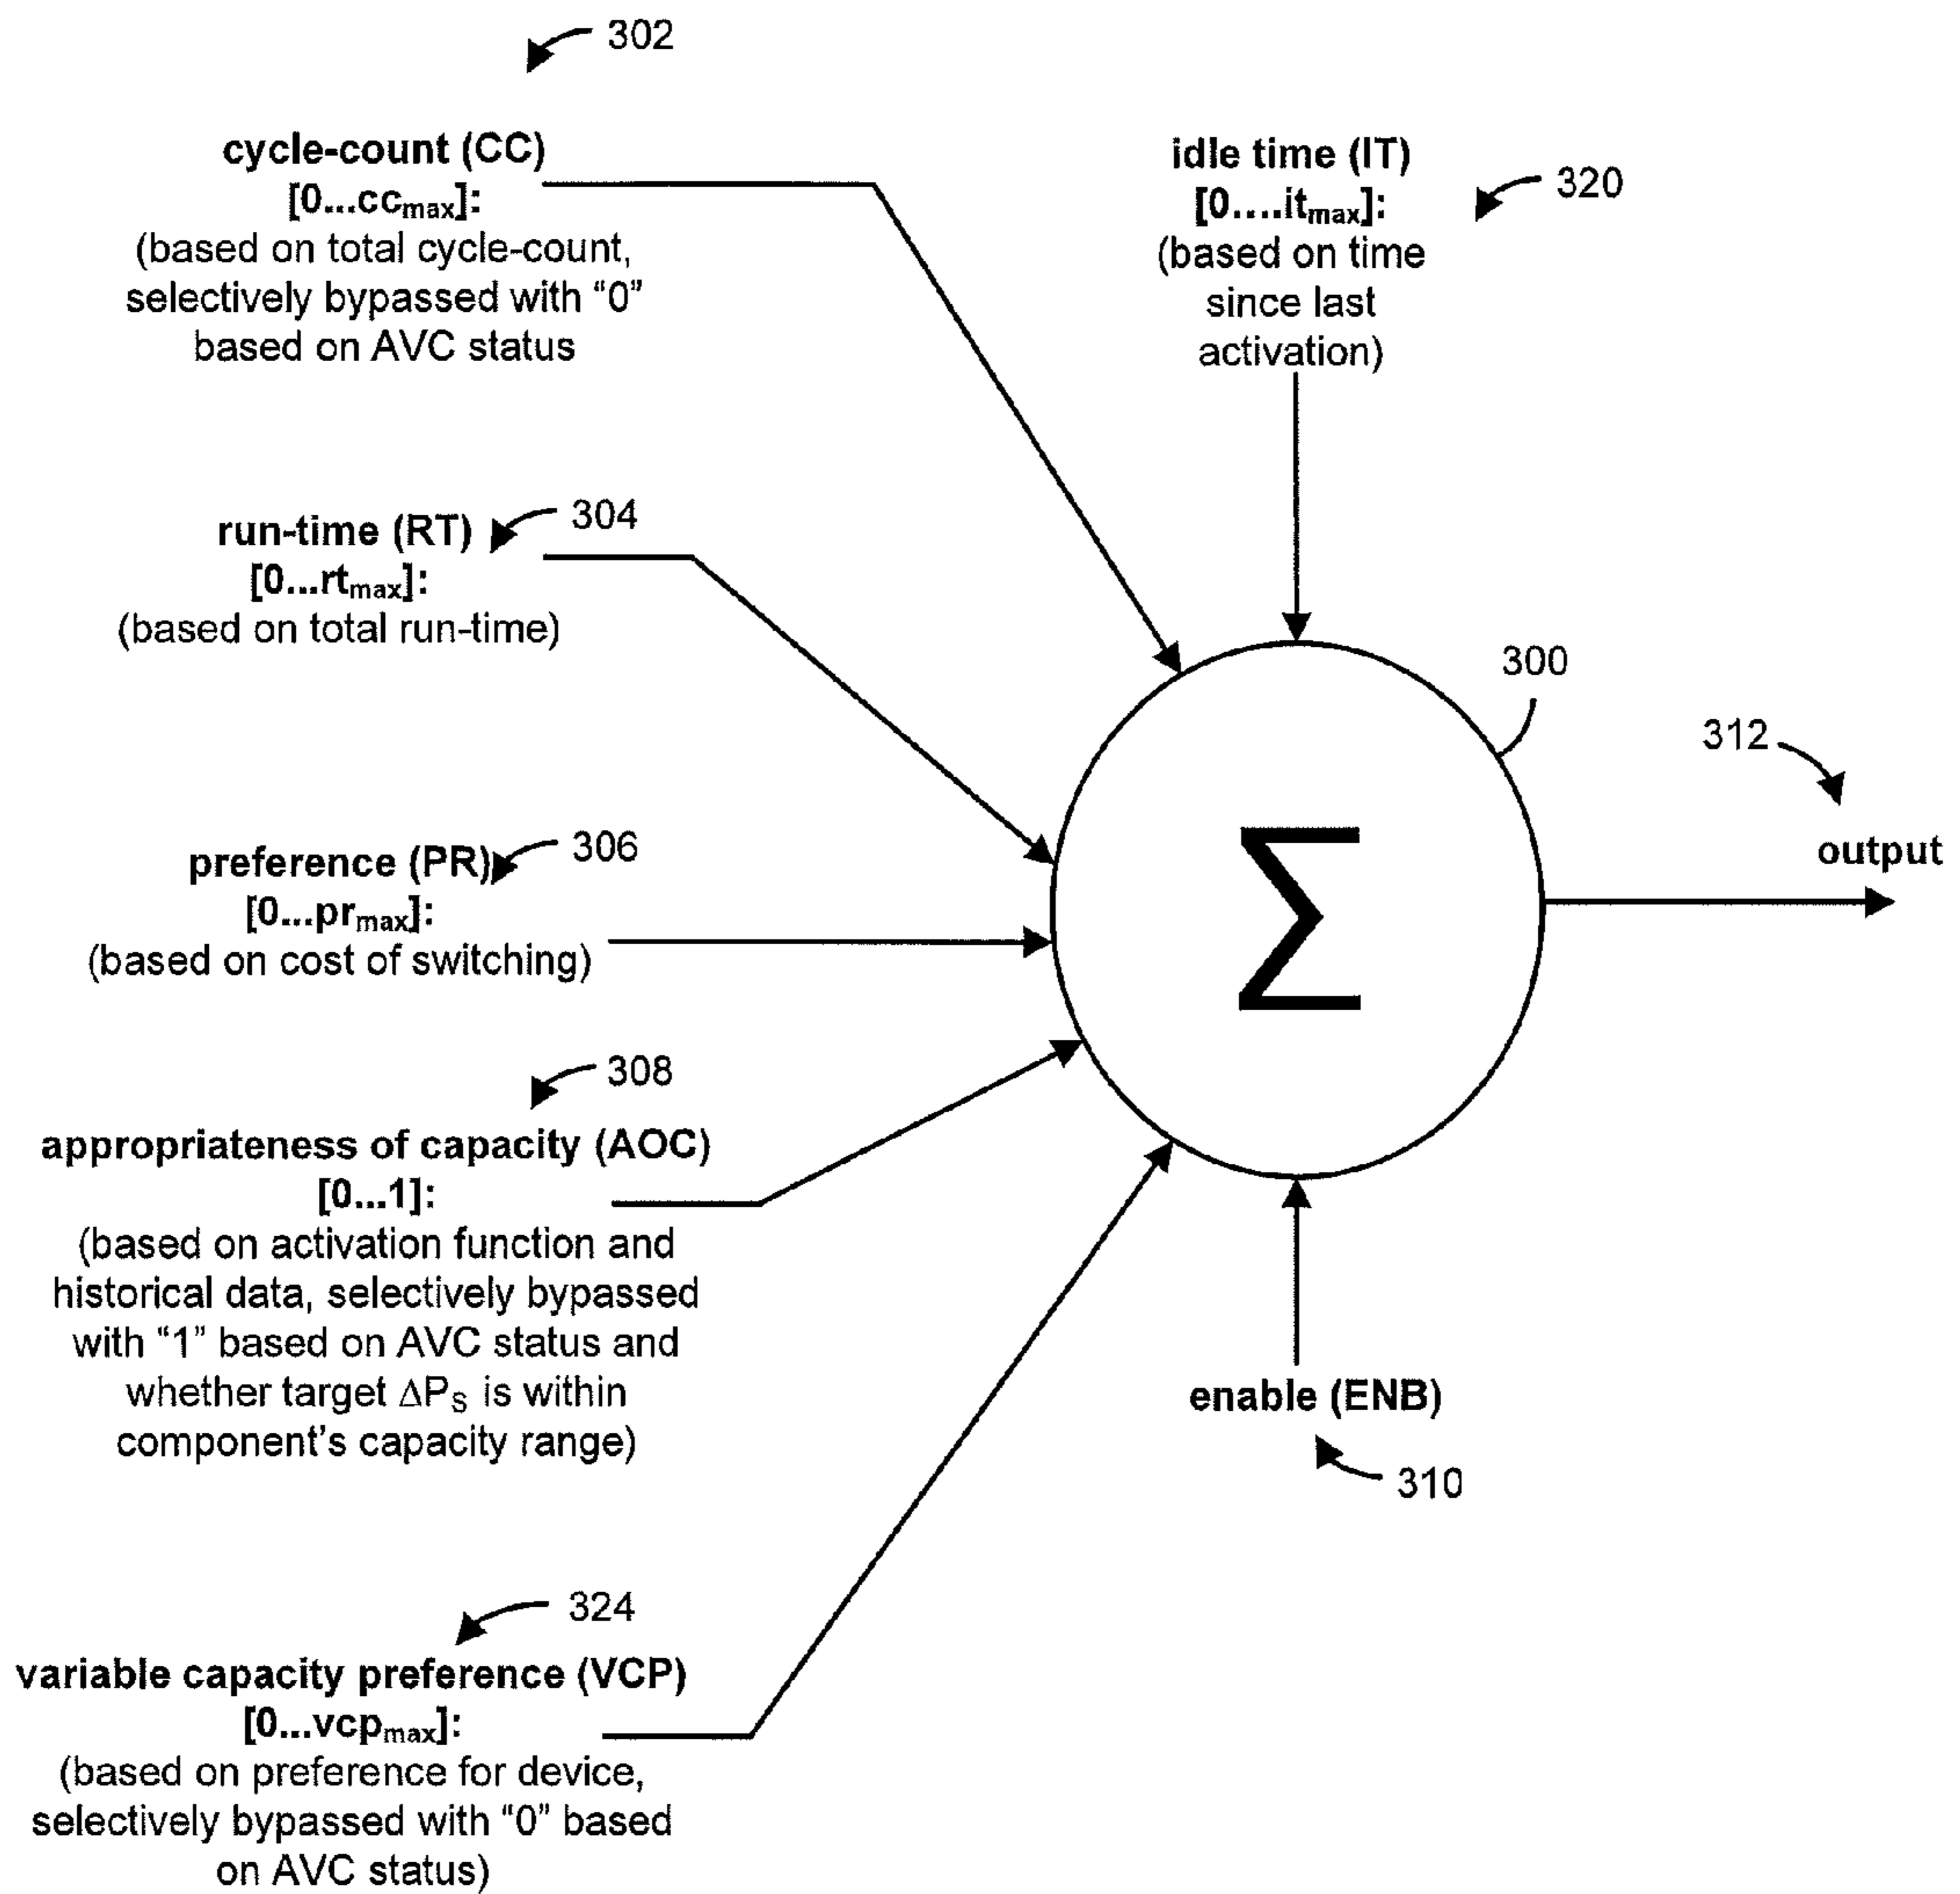 302
cycle-count (CC)
[0...ccmax]:
(based on total cycle-count,
selectively bypassed with “0”
based on AVC status
idle time (IT)
[0....itmax]:
(based on time
since last
activation)
320
run-time (RT)
304
[0...rtmax]:
(based on total run-time)
300
312
output
preference (PR)
306
[0...prmax]:
(based on cost of switching)
Σ
308
appropriateness of capacity (AOC)
[0...1]:
(based on activation function and
historical data, selectively bypassed
with “1” based on AVC status and
whether target ΔPS is within
component’s capacity range)
enable (ENB)
310
324
variable capacity preference (VCP)
[0...vcpmax]:
(based on preference for device,
selectively bypassed with “0” based
on AVC status)